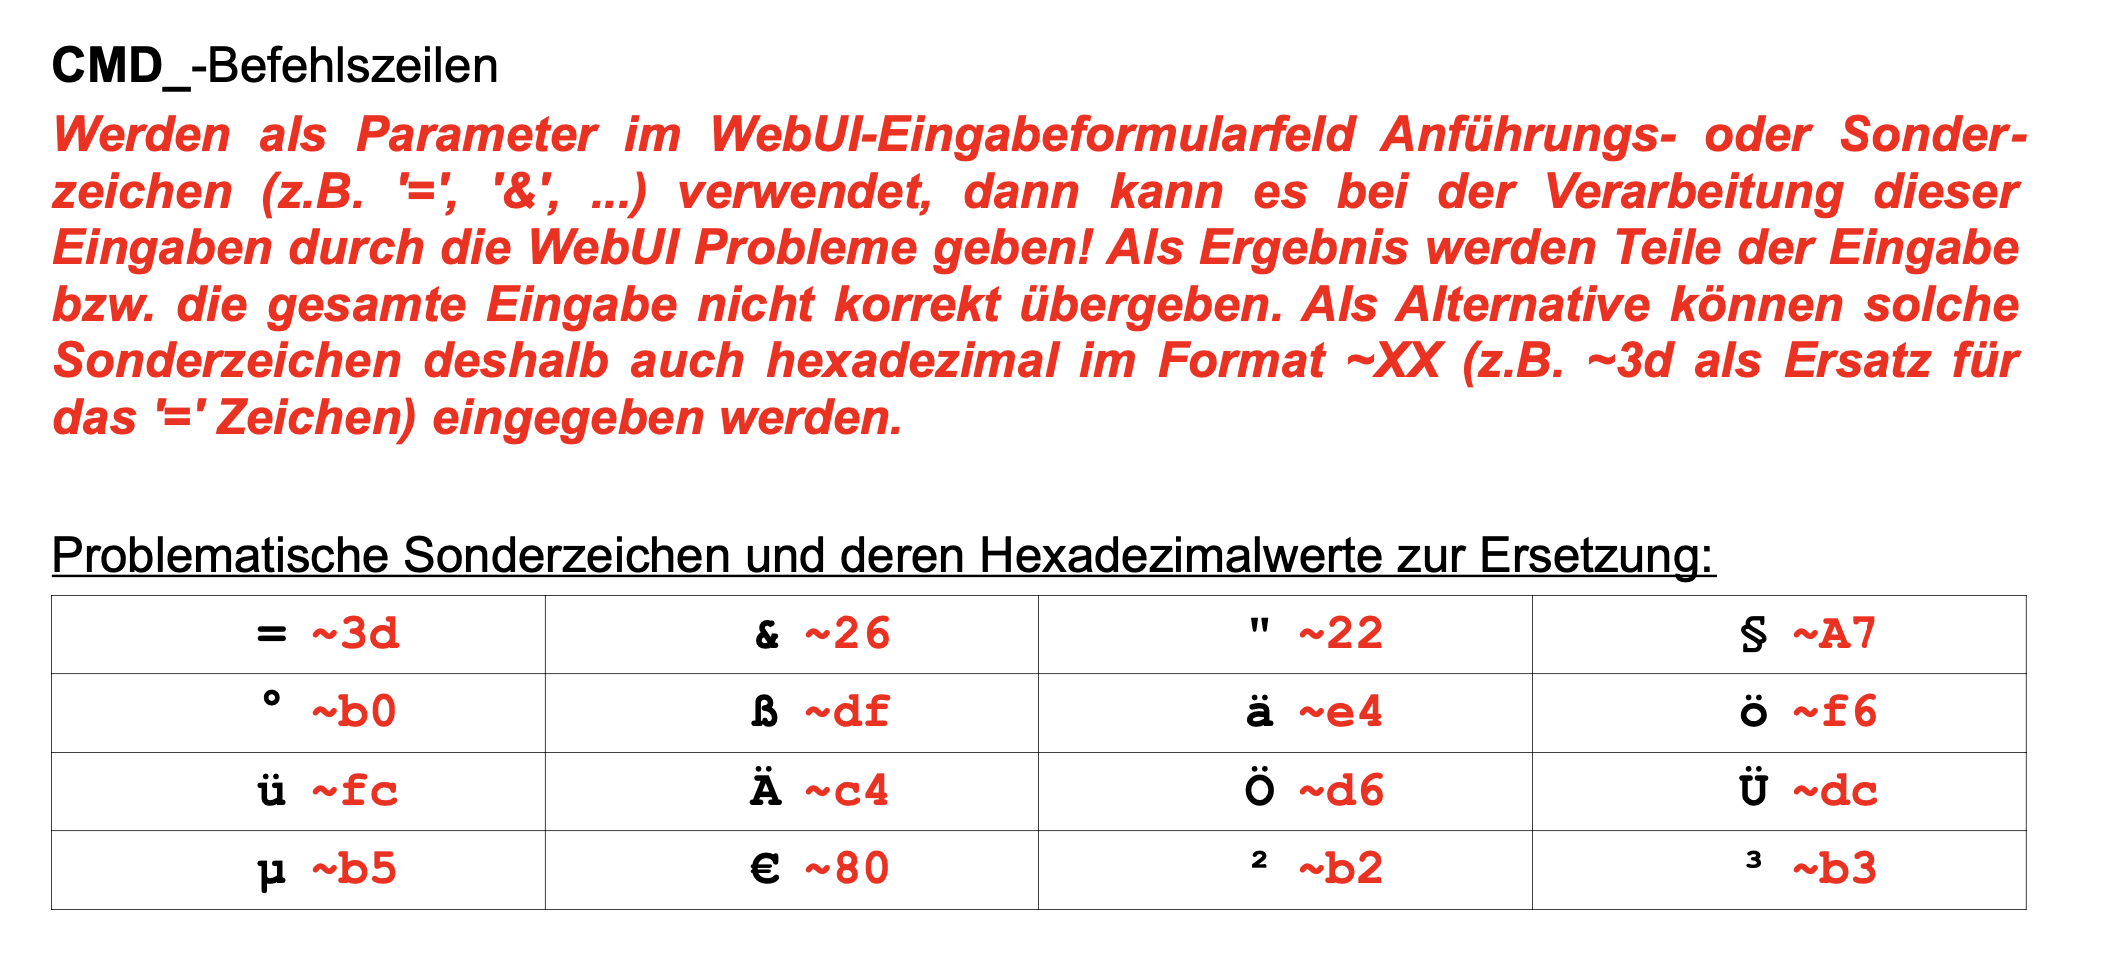 CMD_-Befehlszeilen
Werden als Parameter im WebUI-Eingabeformularfeld Anführungs- oder Sonder-
zeichen (z.B. '=', '&', ...) verwendet, dann kann es bei der Verarbeitung dieser
Eingaben durch die WebUI Probleme geben! Als Ergebnis werden Teile der Eingabe
bzw. die gesamte Eingabe nicht korrekt übergeben. Als Alternative können solche
Sonderzeichen deshalb auch hexadezimal im Format ~XX (z.B. ~3d als Ersatz für
das '=' Zeichen) eingegeben werden.
Problematische Sonderzeichen und deren Hexadezimalwerte zur Ersetzung:
= ~3d & ~26 " ~22 § ~A7
° ~b0 ß ~df ä ~e4 ö ~f6
ü ~fc Ä ~c4 Ö ~d6 Ü ~dc
µ ~b5 € ~80 ² ~b2 ³ ~b3